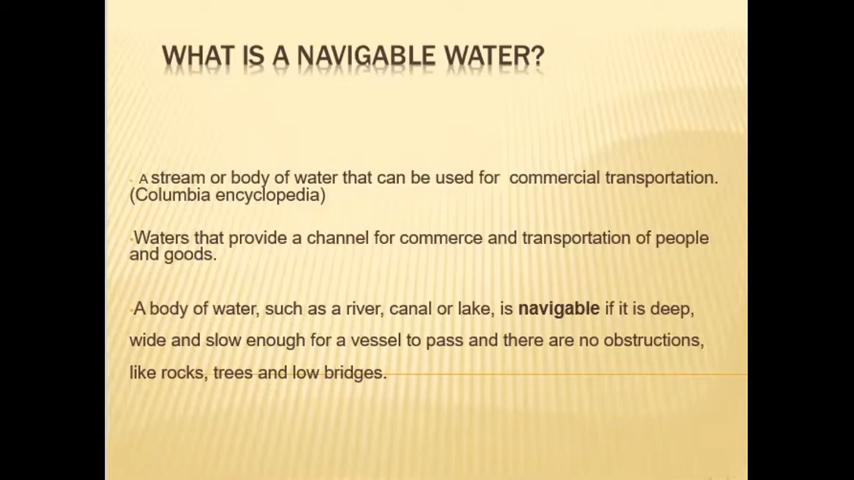 WHAT IS A NAVIGABLE WATER?
A stream or body of water that can be used for commercial transportation.
(Columbia encyclopedia)
Waters that provide a channel for commerce and transportation of people
and goods.
A body of water, such as a river, canal or lake, is navigable if it is deep,
wide and slow enough for a vessel to pass and there are no obstructions,
like rocks, trees and low bridges.